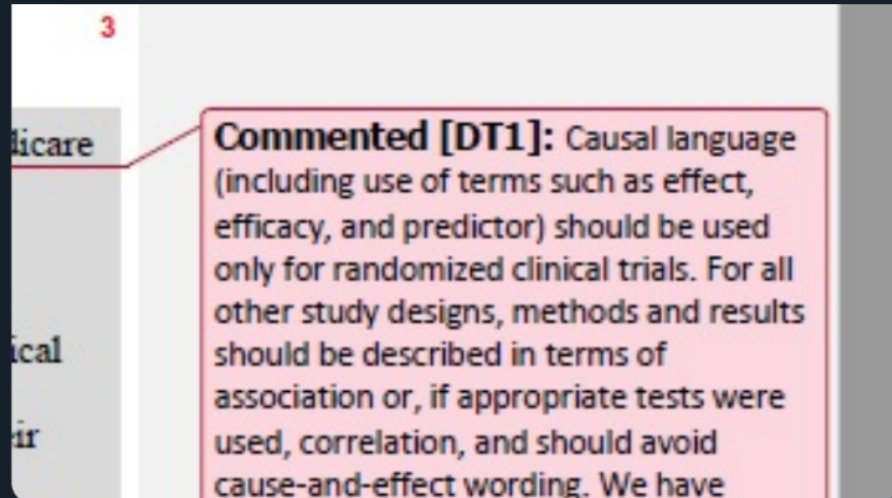 3
licare
Commented [DT1]: Causal language
(including use of terms such as effect,
efficacy, and predictor) should be used
only for randomized clinical trials. For all
other study designs, methods and results
should be described in terms of
ical
association or, if appropriate tests were
eir
used, correlation, and should avoid
cause-and-effect wording. We have